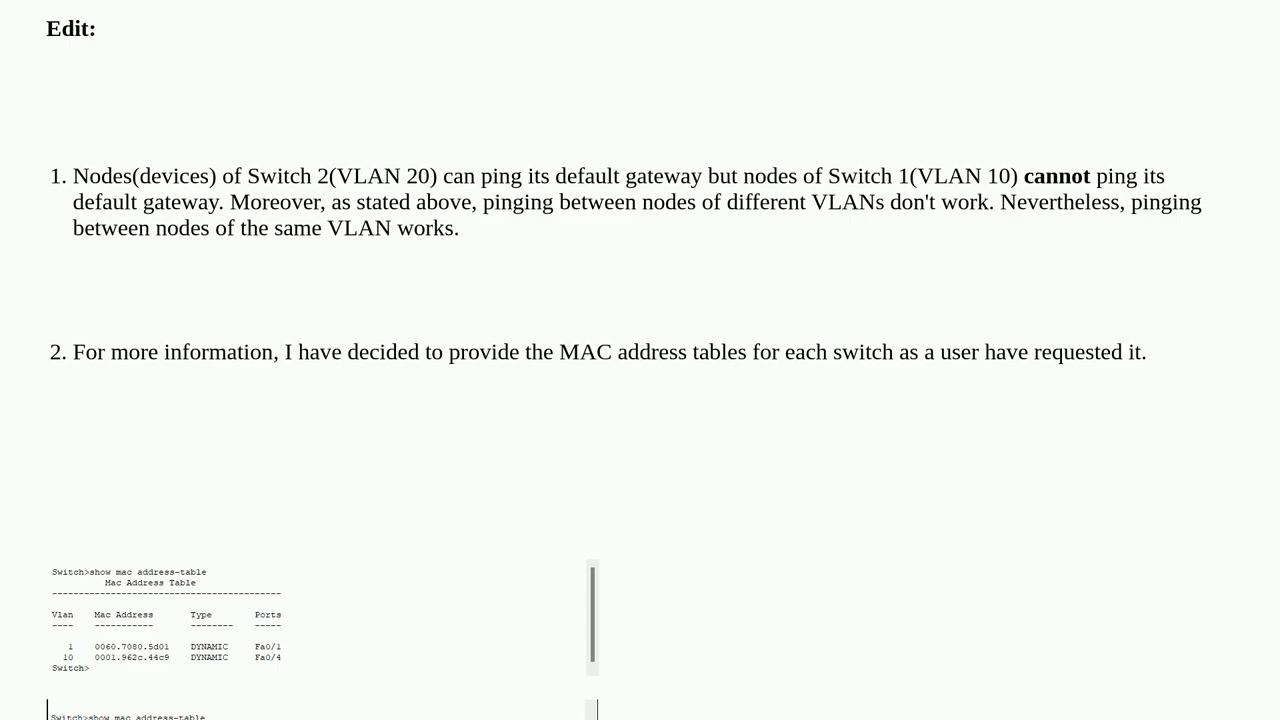 Edit:
1. Nodes(devices) of Switch 2(VLAN 20) can ping its default gateway but nodes of Switch 1(VLAN 10) cannot ping its
default gateway. Moreover, as stated above, pinging between nodes of different VLANs don't work. Nevertheless, pinging
between nodes of the same VLAN works.
2. For more information, I have decided to provide the MAC address tables for each switch as a user have requested it.
Switch>show mac address-table
Mac Address Table
-------------------------------------------
Vlan Mac Address Type Ports
---- ----------- -------- -----
1 0060.7080.5d01 DYNAMIC Fa0/1
10 0001.962c.44c9 DYNAMIC Fa0/4
Switch>
Switch>show mac address-table